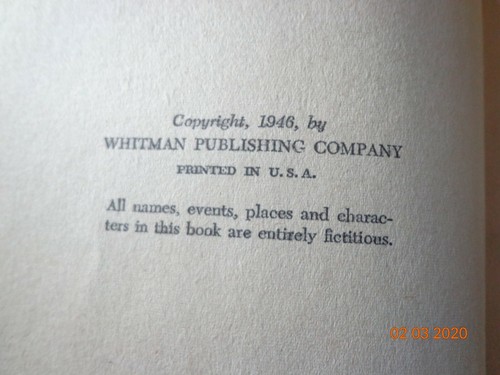 Copyright, 1946, by
WHITMAN PUBLISHING COMPANY
PRINTED IN U. S. A.
All names, events, places and charac-
ters in this book are entirely fictitious.
02 03 2020